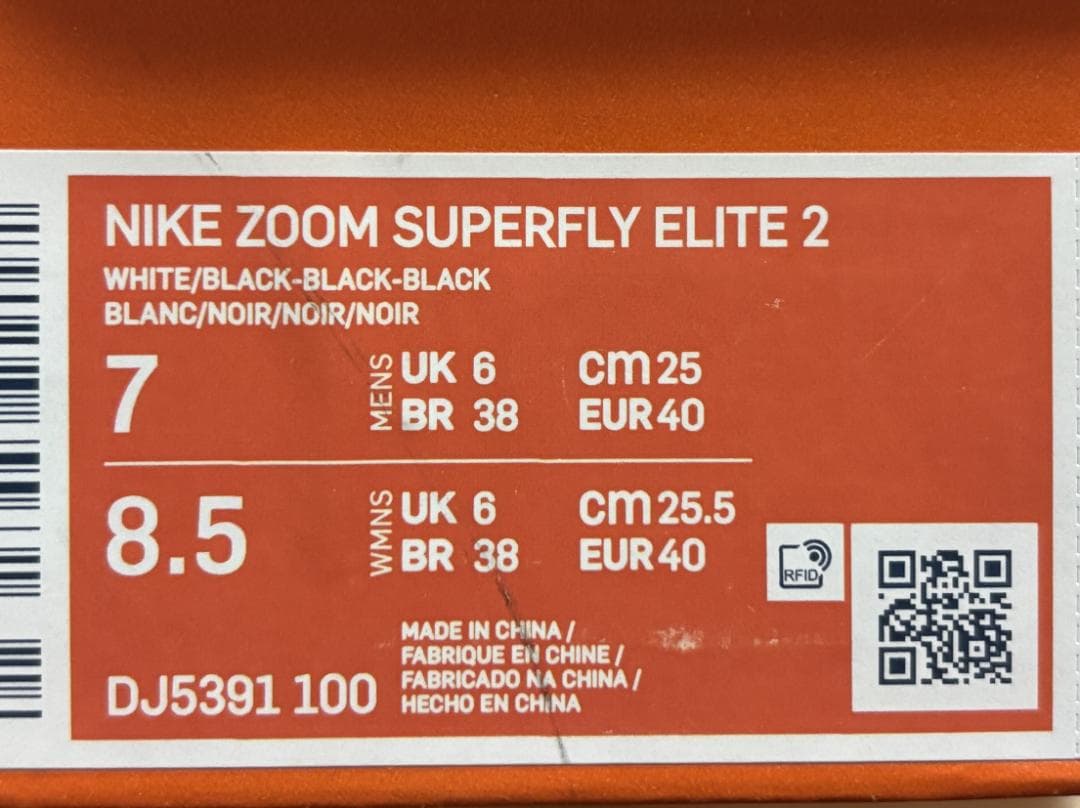 NIKE ZOOM SUPERFLY ELITE 2
WHITE/BLACK-BLACK-BLACK
BLANC/NOIR/NOIR/NOIR
7 MENS UK 6 cm 25
BR 38 EUR 40
8.5 WMNS UK 6 cm 25.5
BR 38 EUR 40
RFID
MADE IN CHINA /
FABRIQUE EN CHINE /
FABRICADO NA CHINA /
HECHO EN CHINA
DJ5391 100